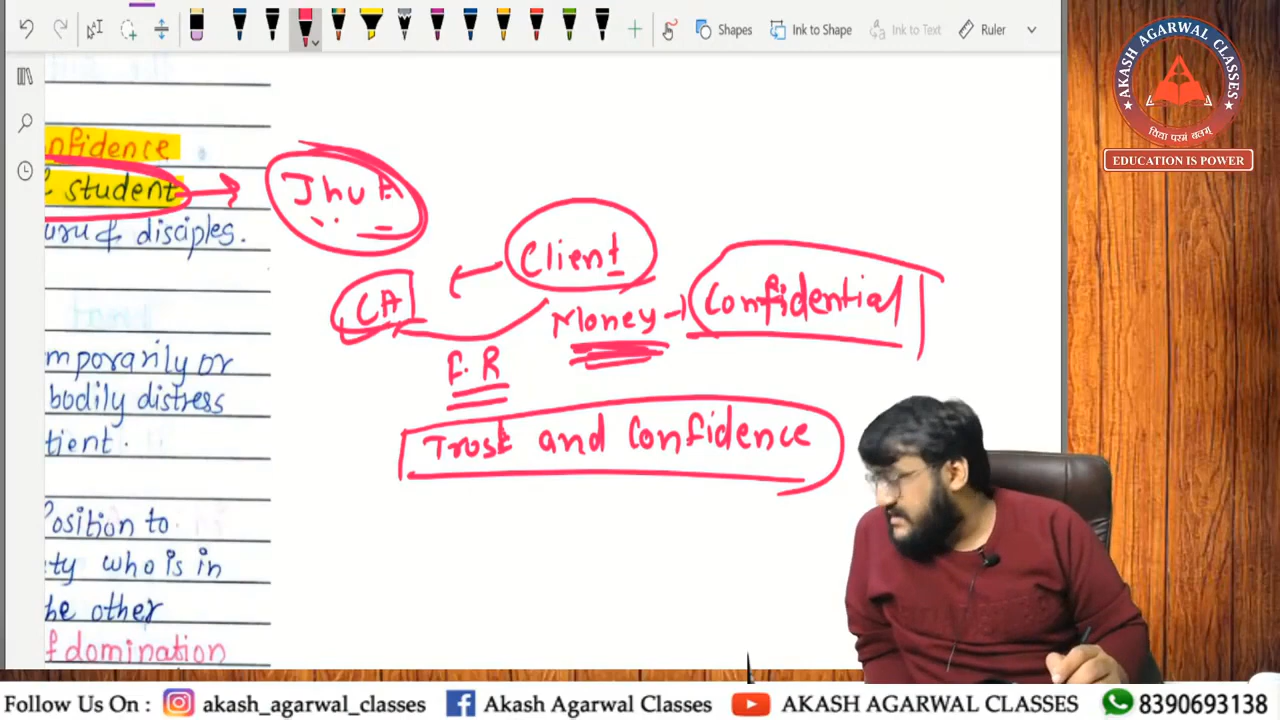 Shapes
Ink to Shape
Ink to Text
Ruler
AKASH AGARWAL CLASSES
विद्या परमं बलम्
EDUCATION IS POWER
nfidence
student
uru & disciples.
mporarily or
bodily distress
tient.
Position to
ty who is in
he other
f domination
Client
CA
Money → Confidential
F.R
Trust and Confidence
Follow Us On :
akash_agarwal_classes
Akash Agarwal Classes
AKASH AGARWAL CLASSES
8390693138